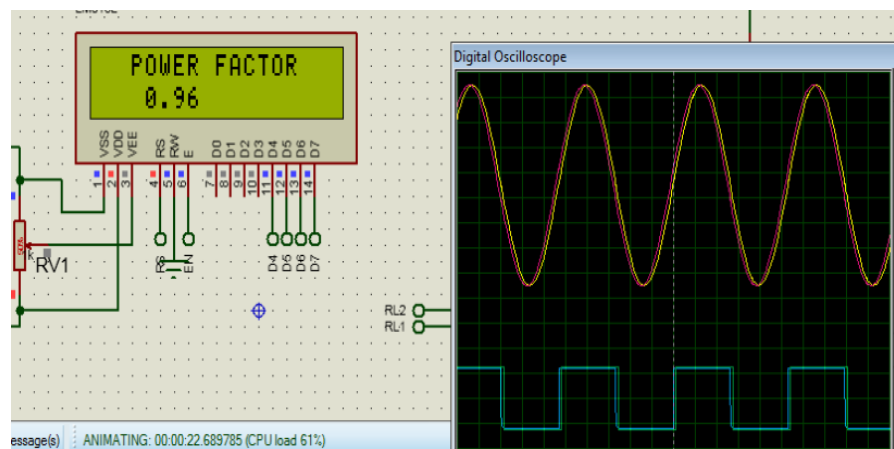 POWER FACTOR
0.96
VSS VDD VEE RS RW E D0 D1 D2 D3 D4 D5 D6 D7
1 2 3 4 5 6 7 8 9 10 11 12 13 14
RV1
50%
RS EN D4 D5 D6 D7
RL2
RL1
Digital Oscilloscope
essage(s) ANIMATING: 00:00:22.689785 (CPU load 61%)